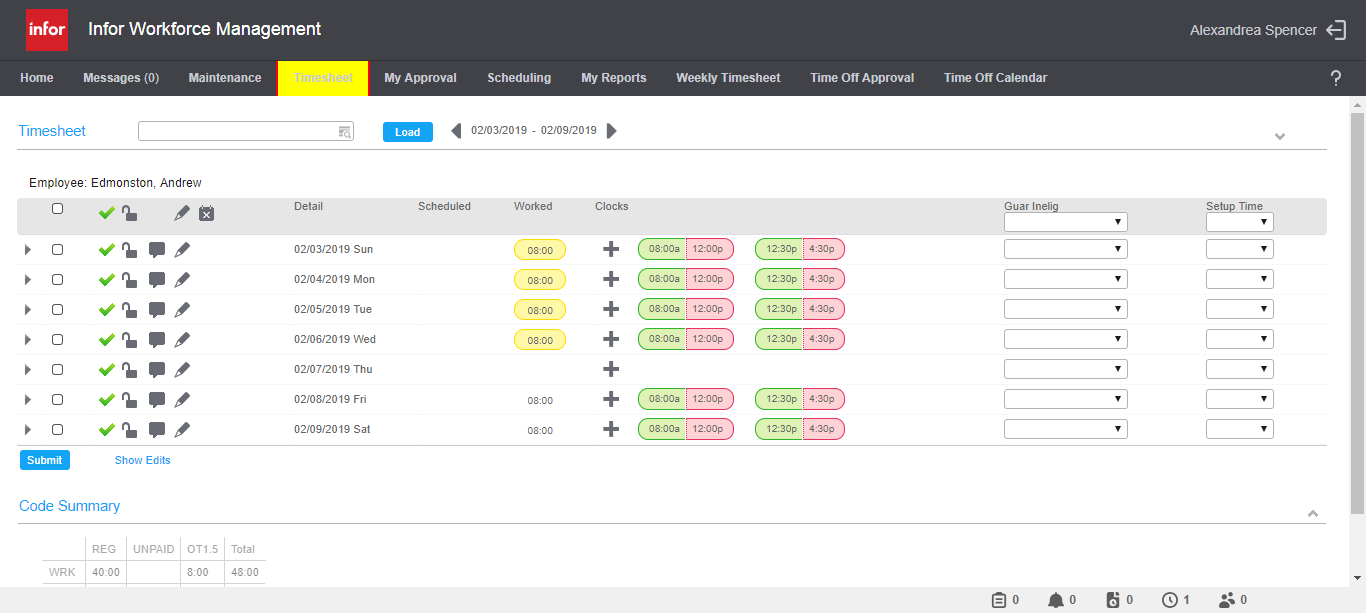 infor Infor Workforce Management Alexandrea Spencer
Home Messages (0) Maintenance Timesheet My Approval Scheduling My Reports Weekly Timesheet Time Off Approval Time Off Calendar ?
Timesheet Load 02/03/2019 - 02/09/2019
Employee: Edmonston, Andrew
Detail Scheduled Worked Clocks Guar Inelig Setup Time
02/03/2019 Sun 08:00 08:00a 12:00p 12:30p 4:30p
02/04/2019 Mon 08:00 08:00a 12:00p 12:30p 4:30p
02/05/2019 Tue 08:00 08:00a 12:00p 12:30p 4:30p
02/06/2019 Wed 08:00 08:00a 12:00p 12:30p 4:30p
02/07/2019 Thu
02/08/2019 Fri 08:00 08:00a 12:00p 12:30p 4:30p
02/09/2019 Sat 08:00 08:00a 12:00p 12:30p 4:30p
Submit Show Edits
Code Summary
REG UNPAID OT1.5 Total
WRK 40:00 8:00 48:00
0 0 0 1 0